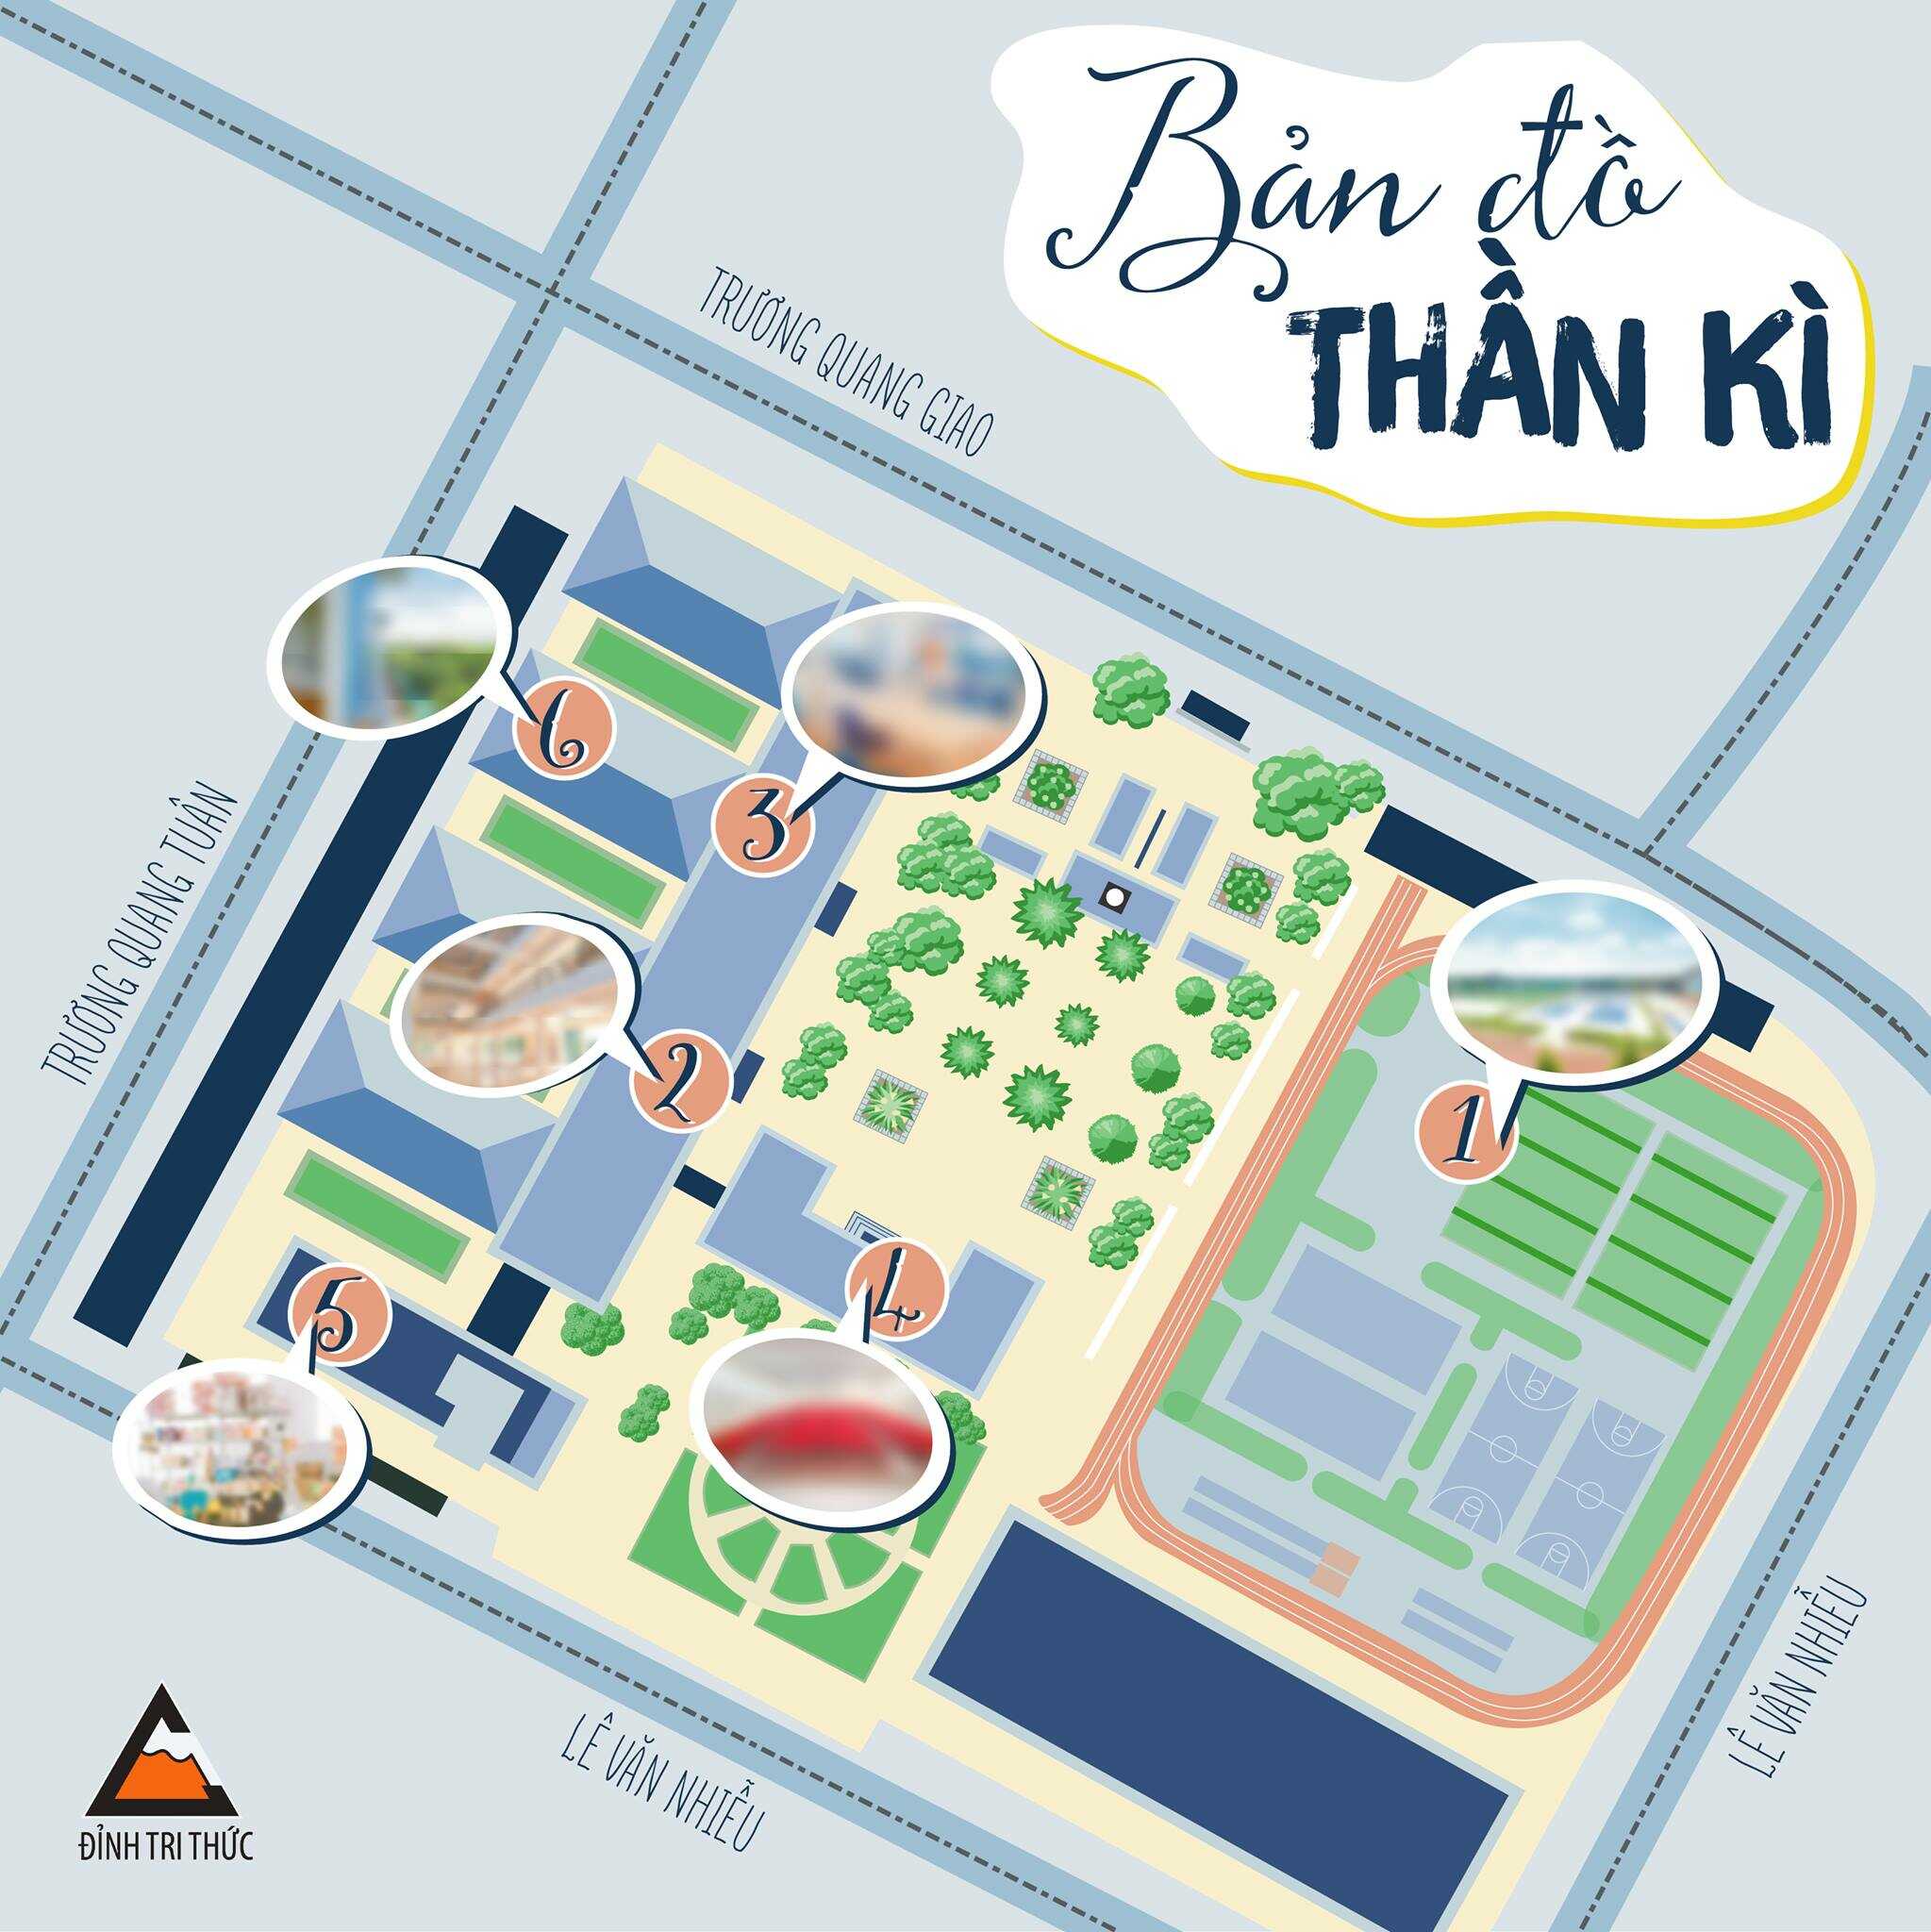 Bản đồ
THẦN KÌ
TRƯƠNG QUANG GIAO
6
3
TRƯƠNG QUANG TUÂN
2
1
4
5
LÊ VĂN NHIỄU
LÊ VĂN NHIỄU
ĐỈNH TRI THỨC